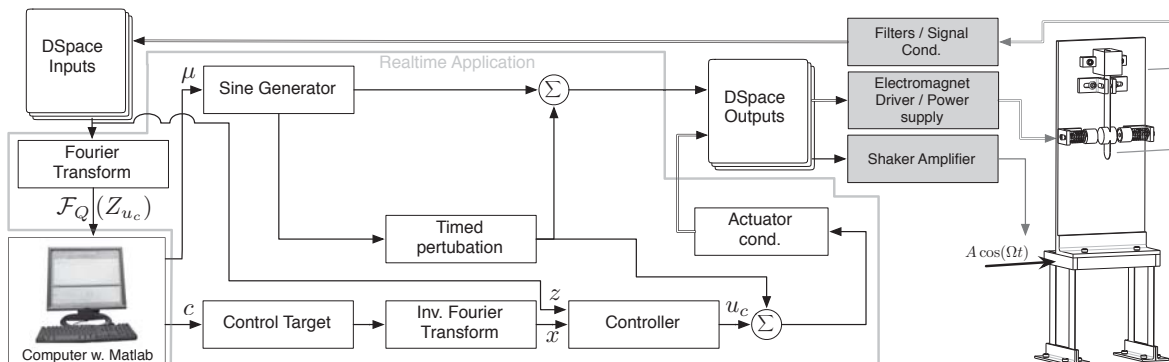 DSpace
Inputs
Filters / Signal
Cond.
Realtime Application
μ
Sine Generator
Σ
DSpace
Outputs
Electromagnet
Driver / Power
supply
Shaker Amplifier
Fourier
Transform
F_Q(Z_{u_c})
Timed
pertubation
Actuator
cond.
A cos(Ωt)
c
Control Target
Inv. Fourier
Transform
z
x
Controller
u_c
Σ
Computer w. Matlab